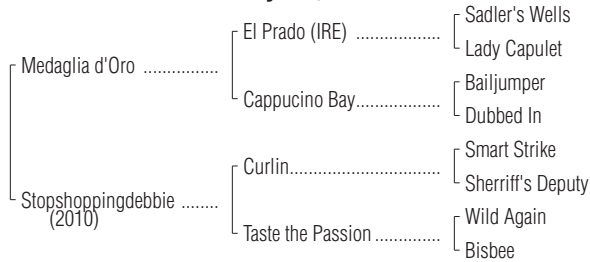 Sadler's Wells
El Prado (IRE) ..................
Lady Capulet
Medaglia d'Oro ................
Bailjumper
Cappucino Bay..................
Dubbed In
Smart Strike
Curlin................................
Sherriff's Deputy
Stopshoppingdebbie ........
(2010)
Wild Again
Taste the Passion ..............
Bisbee